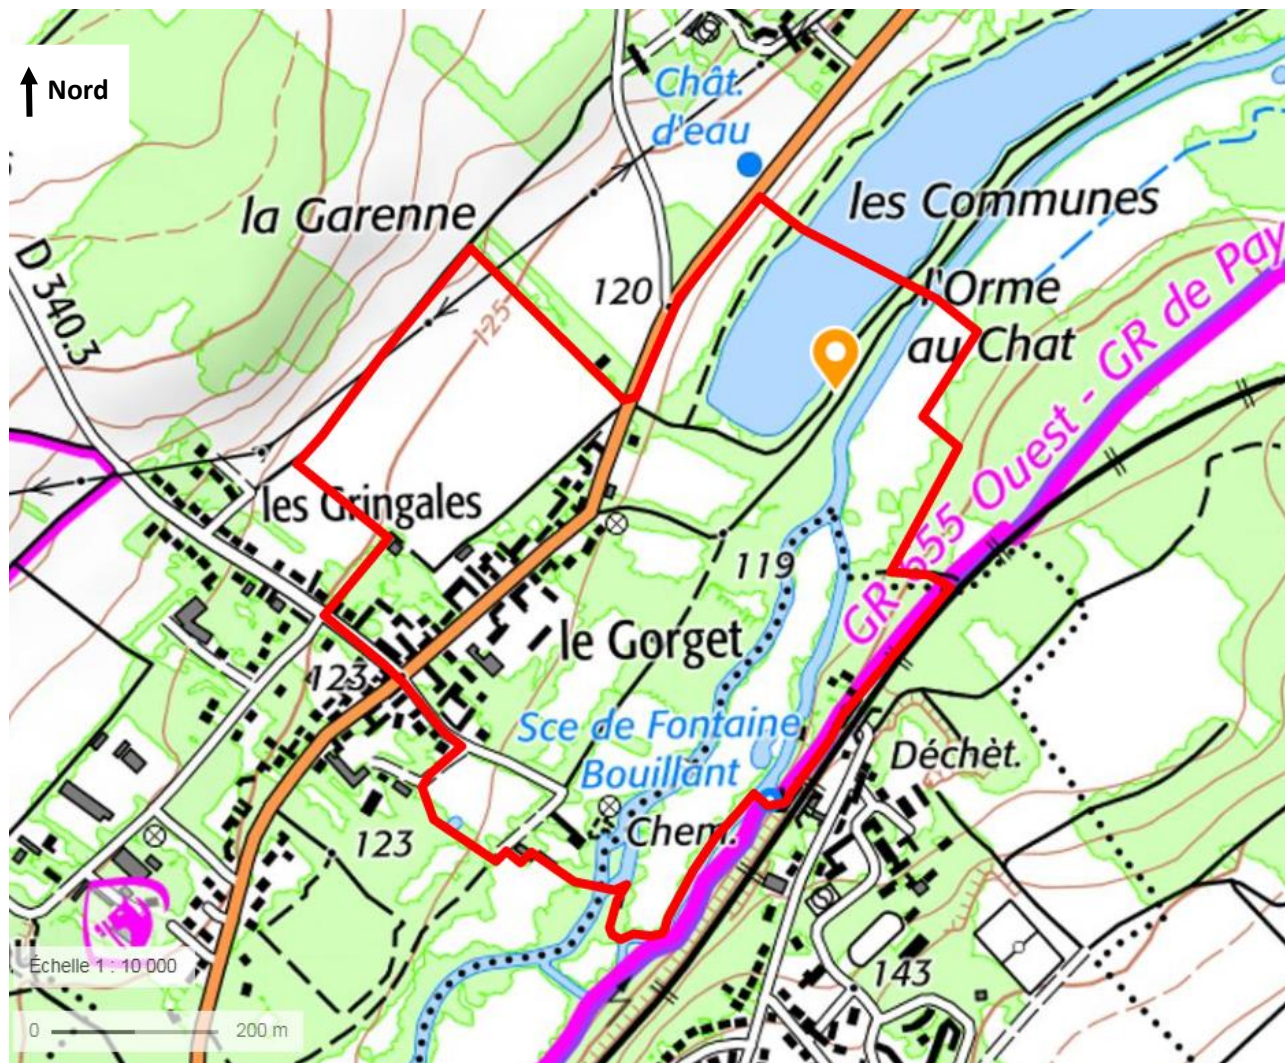 Nord
Chât.
d'eau
la Garenne
les Communes
D 340.3
120
l'Orme
au Chat
125
GR 655 Ouest - GR de Pay
les Gringales
119
le Gorget
123
Sce de Fontaine
Bouillant
Déchèt.
Chem.
123
143
Échelle 1 : 10 000
0 200 m